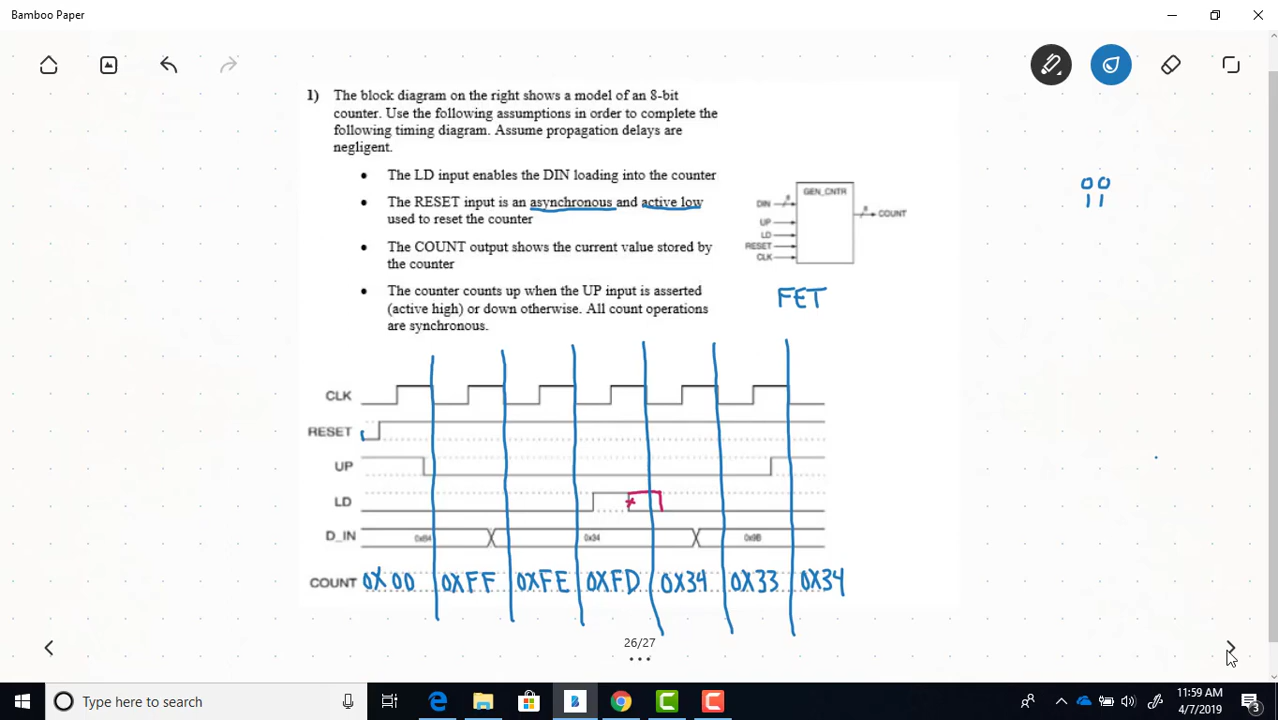 Bamboo Paper
1) The block diagram on the right shows a model of an 8-bit
counter. Use the following assumptions in order to complete the
following timing diagram. Assume propagation delays are
negligent.
• The LD input enables the DIN loading into the counter
• The RESET input is an asynchronous and active low
used to reset the counter
• The COUNT output shows the current value stored by
the counter
• The counter counts up when the UP input is asserted
(active high) or down otherwise. All count operations
are synchronous.
00
11
GEN_CNTR
DIN 8
8 COUNT
UP
LD
RESET
CLK
FET
CLK
RESET
UP
LD
D_IN 0x34 0x9B
COUNT 0X00 0XFF 0XFE 0XFD 0X34 0X33 0X34
26/27
Type here to search
11:59 AM
4/7/2019
3